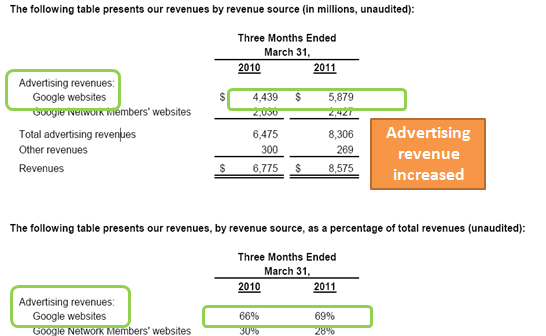 The following table presents our revenues by revenue source (in millions, unaudited):
Three Months Ended
March 31,
2010 2011
Advertising revenues:
Google websites $ 4,439 $ 5,879
Google Network Members' websites 2,036 2,427
Total advertising revenues 6,475 8,306
Other revenues 300 269
Revenues $ 6,775 $ 8,575
Advertising
revenue
increased
The following table presents our revenues, by revenue source, as a percentage of total revenues (unaudited):
Three Months Ended
March 31,
2010 2011
Advertising revenues:
Google websites 66% 69%
Google Network Members' websites 30% 28%